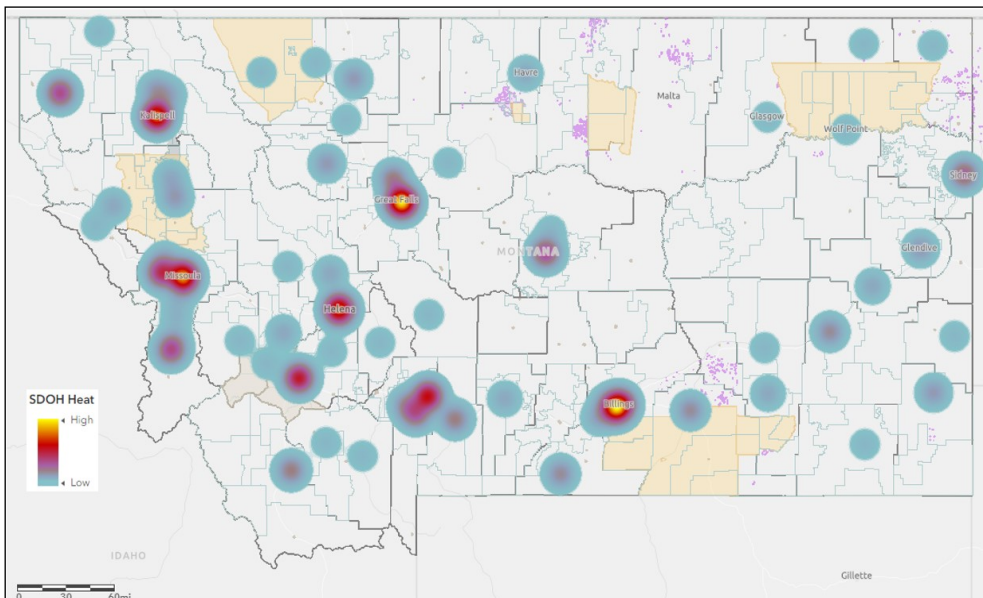 Havre
Malta
Kalispell
Glasgow
Wolf Point
Sidney
Great Falls
Glendive
MONTANA
Missoula
Helena
SDOH Heat
High
Low
Billings
IDAHO
Gillette
0 30 60mi